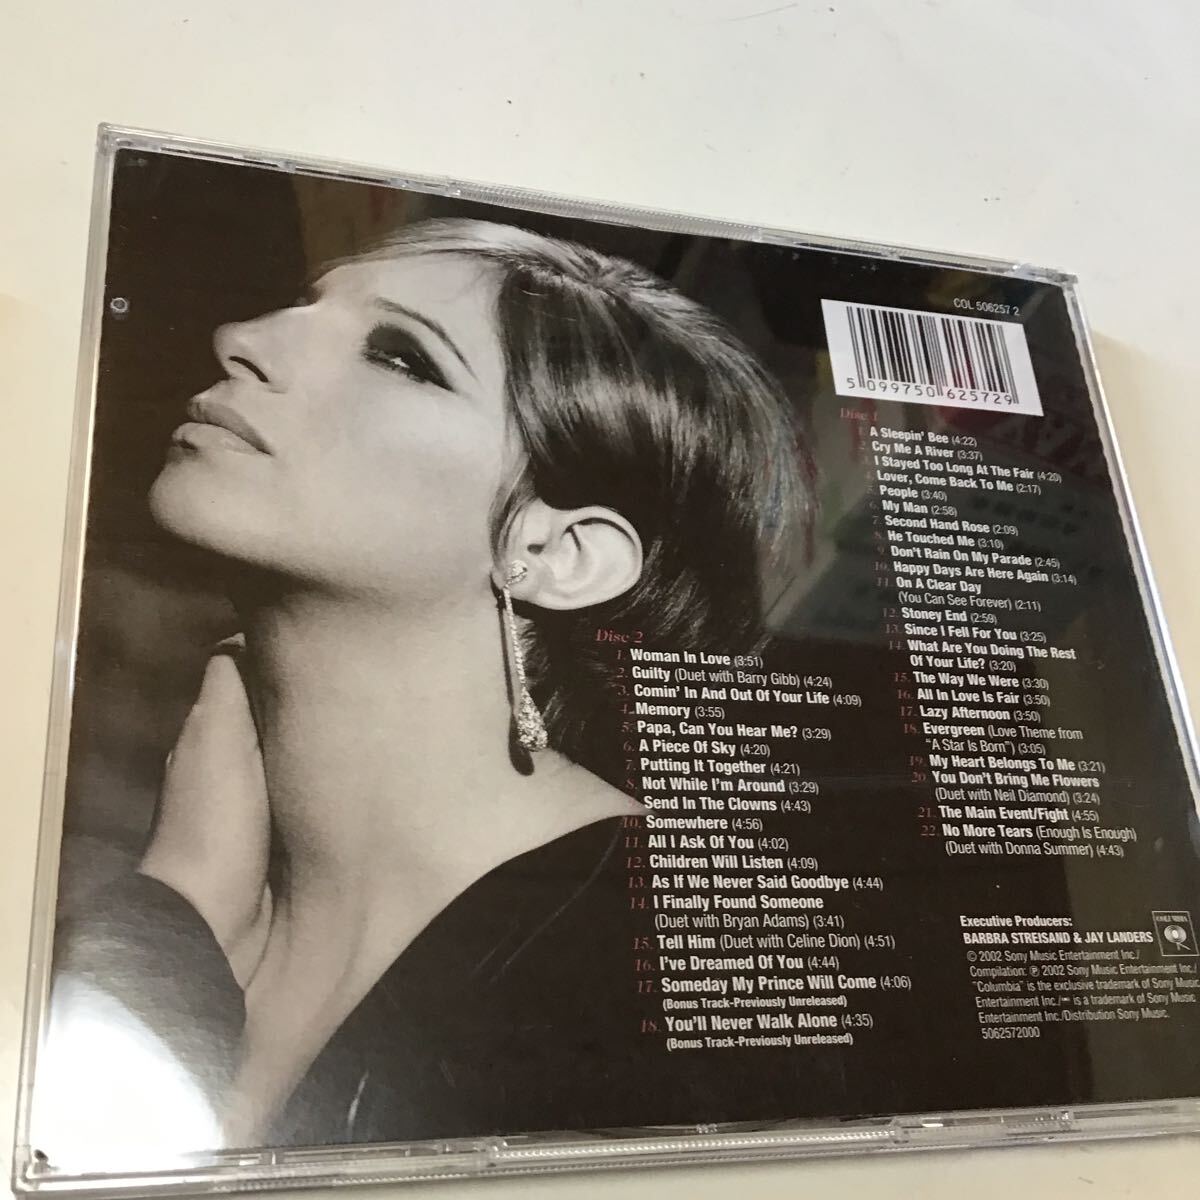 COL 506257 2
5 099750 625729
Disc 1
1. A Sleepin' Bee (4:22)
2. Cry Me A River (3:37)
3. I Stayed Too Long At The Fair (4:20)
4. Lover, Come Back To Me (2:17)
5. People (3:40)
6. My Man (2:58)
7. Second Hand Rose (2:09)
8. He Touched Me (3:10)
9. Don't Rain On My Parade (2:45)
10. Happy Days Are Here Again (3:14)
11. On A Clear Day
(You Can See Forever) (2:11)
12. Stoney End (2:59)
13. Since I Fell For You (3:25)
14. What Are You Doing The Rest
Of Your Life? (3:20)
15. The Way We Were (3:30)
16. All In Love Is Fair (3:50)
17. Lazy Afternoon (3:50)
18. Evergreen (Love Theme from
"A Star Is Born") (3:05)
19. My Heart Belongs To Me (3:21)
20. You Don't Bring Me Flowers
(Duet with Neil Diamond) (3:24)
21. The Main Event/Fight (4:55)
22. No More Tears (Enough Is Enough)
(Duet with Donna Summer) (4:43)
Disc 2
1. Woman In Love (3:51)
2. Guilty (Duet with Barry Gibb) (4:24)
3. Comin' In And Out Of Your Life (4:09)
4. Memory (3:55)
5. Papa, Can You Hear Me? (3:29)
6. A Piece Of Sky (4:20)
7. Putting It Together (4:21)
8. Not While I'm Around (3:29)
9. Send In The Clowns (4:43)
10. Somewhere (4:56)
11. All I Ask Of You (4:02)
12. Children Will Listen (4:09)
13. As If We Never Said Goodbye (4:44)
14. I Finally Found Someone
(Duet with Bryan Adams) (3:41)
15. Tell Him (Duet with Celine Dion) (4:51)
16. I've Dreamed Of You (4:44)
17. Someday My Prince Will Come (4:06)
(Bonus Track-Previously Unreleased)
18. You'll Never Walk Alone (4:35)
(Bonus Track-Previously Unreleased)
Executive Producers:
BARBRA STREISAND & JAY LANDERS
© 2002 Sony Music Entertainment Inc./
Compilation: ℗ 2002 Sony Music Entertainment Inc./
"Columbia" is the exclusive trademark of Sony Music
Entertainment Inc./ is a trademark of Sony Music
Entertainment Inc./Distribution Sony Music.
5062572000
COLUMBIA